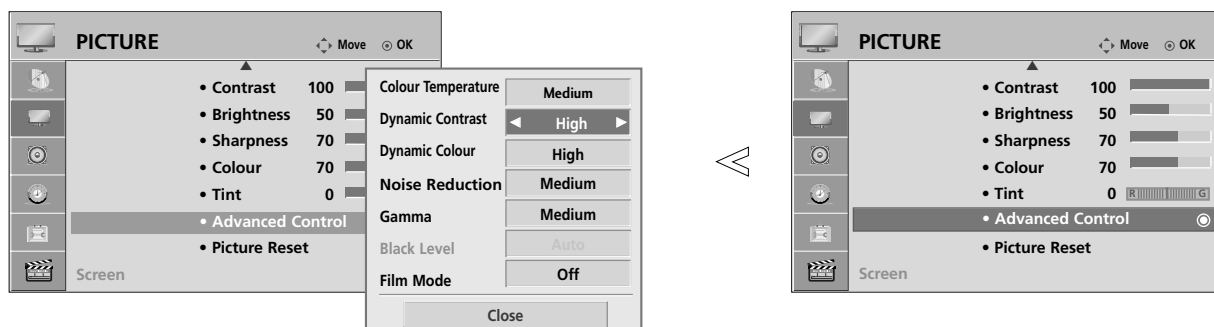 PICTURE Move OK
• Contrast 100
• Brightness 50
• Sharpness 70
• Colour 70
• Tint 0
• Advanced Control
• Picture Reset
Screen
Colour Temperature Medium
Dynamic Contrast ◀ High ▶
Dynamic Colour High
Noise Reduction Medium
Gamma Medium
Black Level Auto
Film Mode Off
Close
PICTURE Move OK
• Contrast 100
• Brightness 50
• Sharpness 70
• Colour 70
• Tint 0 R G
• Advanced Control
• Picture Reset
Screen